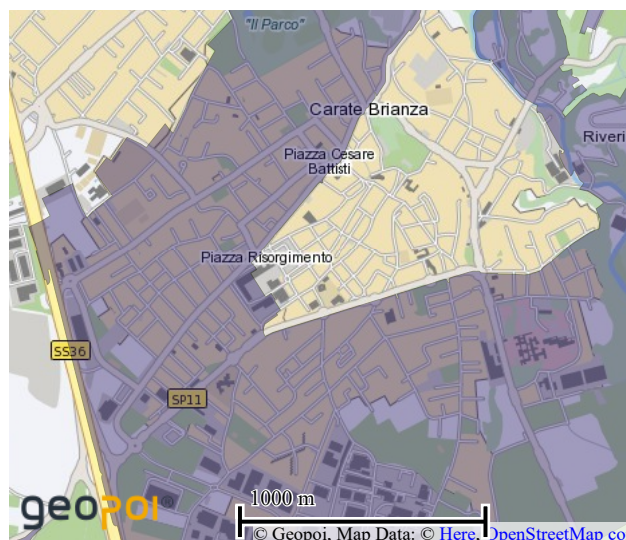 "Il Parco"
Carate Brianza
Riveri
Piazza Cesare
Battisti
Piazza Risorgimento
SS36
SP11
geopoi
1000 m
© Geopoi, Map Data: © Here, OpenStreetMap co